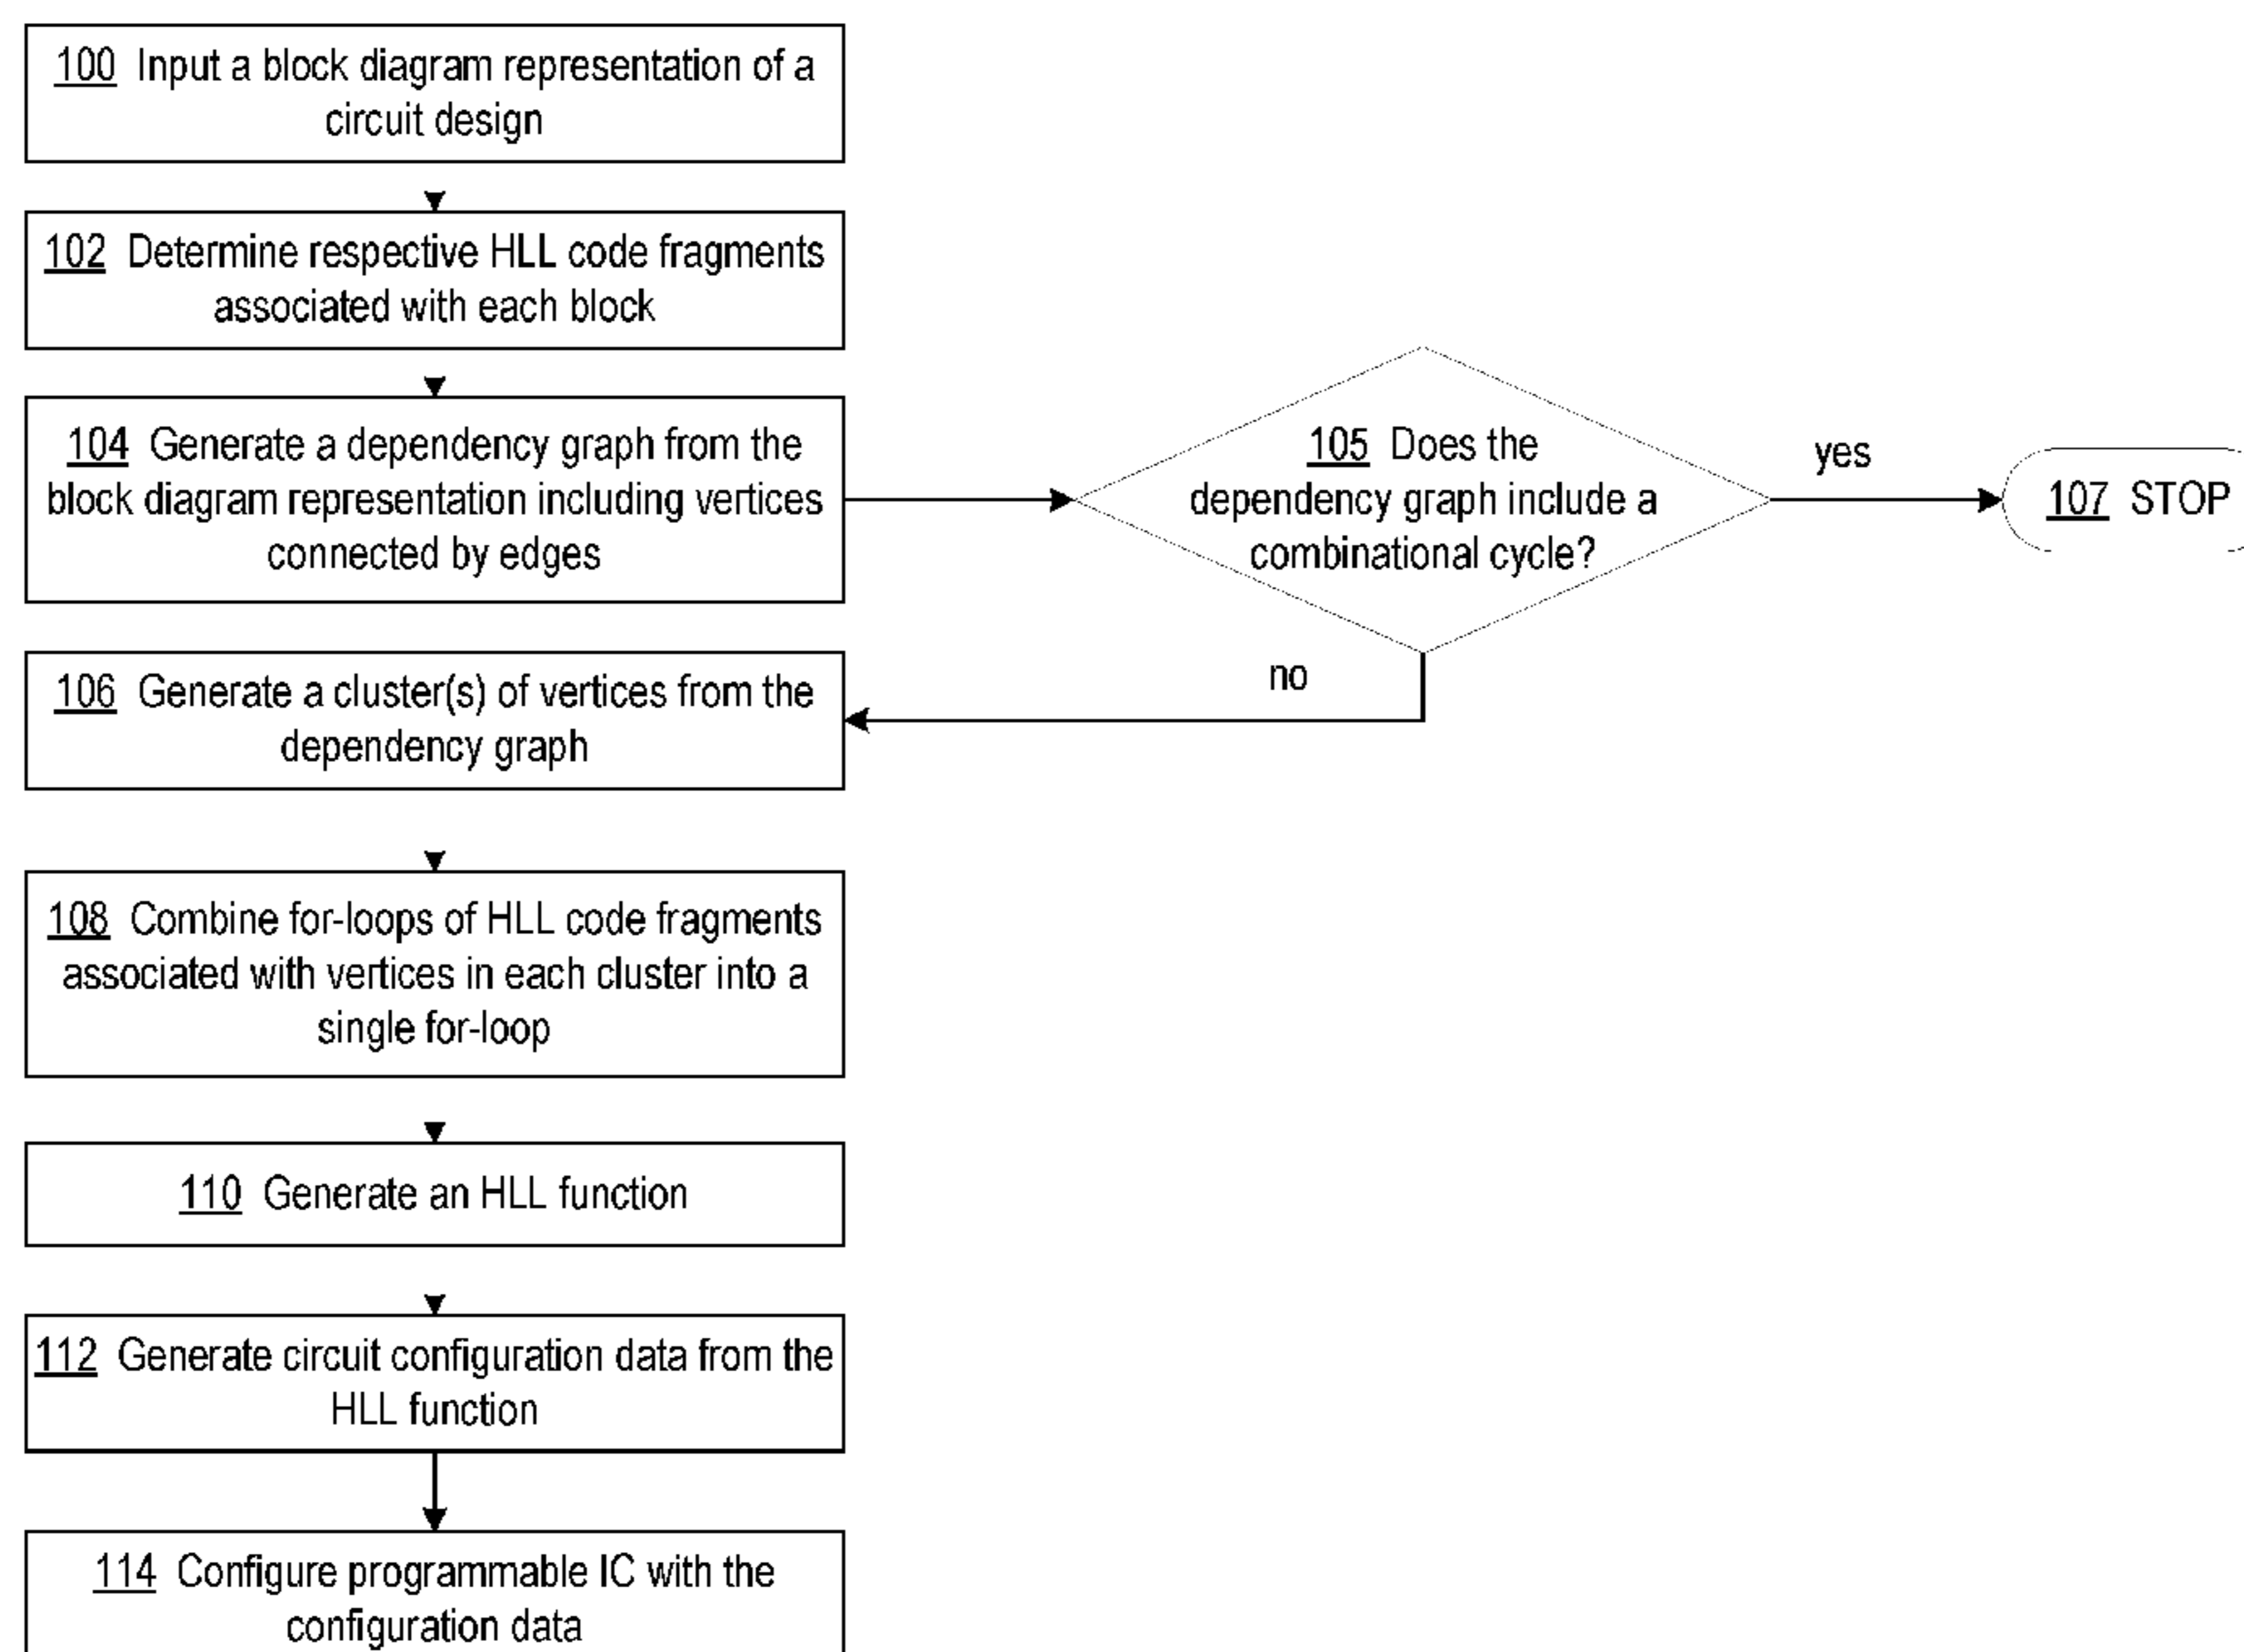 100 Input a block diagram representation of a
circuit design
102 Determine respective HLL code fragments
associated with each block
104 Generate a dependency graph from the
block diagram representation including vertices
connected by edges
105 Does the
dependency graph include a
combinational cycle?
yes
107 STOP
no
106 Generate a cluster(s) of vertices from the
dependency graph
108 Combine for-loops of HLL code fragments
associated with vertices in each cluster into a
single for-loop
110 Generate an HLL function
112 Generate circuit configuration data from the
HLL function
114 Configure programmable IC with the
configuration data